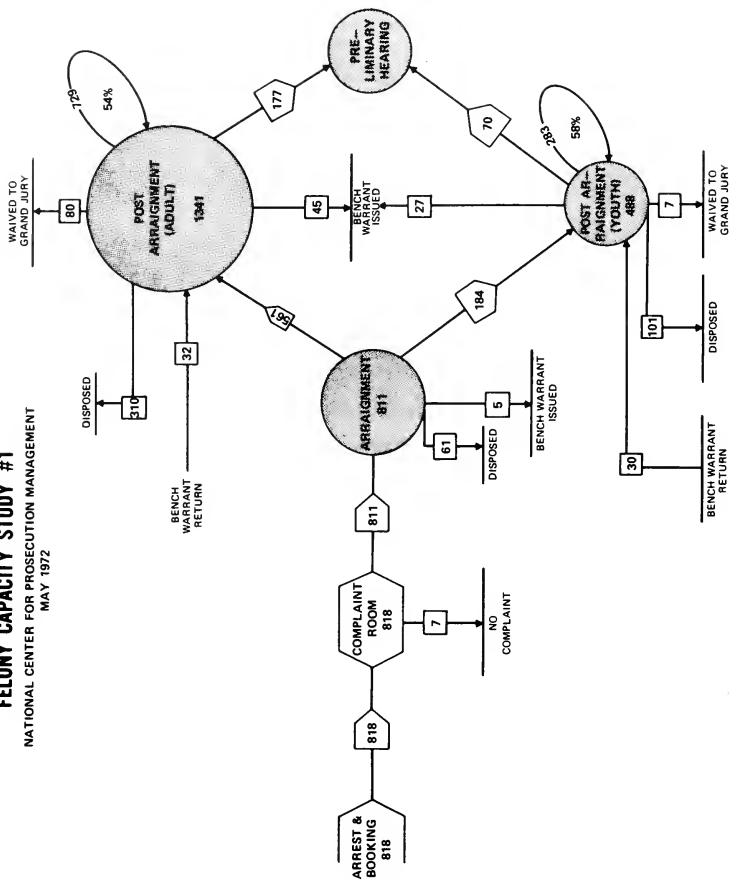 FELONY CAPACITY STUDY #1
NATIONAL CENTER FOR PROSECUTION MANAGEMENT
MAY 1972
ARREST &
BOOKING
818
818
COMPLAINT
ROOM
818
7
NO
COMPLAINT
811
ARRAIGNMENT
811
61
DISPOSED
5
BENCH WARRANT
ISSUED
561
184
POST
ARRAIGNMENT
(ADULT)
1341
729
54%
WAIVED TO
GRAND JURY
80
DISPOSED
310
32
BENCH
WARRANT
RETURN
45
BENCH
WARRANT
ISSUED
27
177
PRE-
LIMINARY
HEARING
70
POST AR-
RAIGNMENT
(YOUTH)
488
283
58%
7
WAIVED TO
GRAND JURY
101
DISPOSED
30
BENCH WARRANT
RETURN